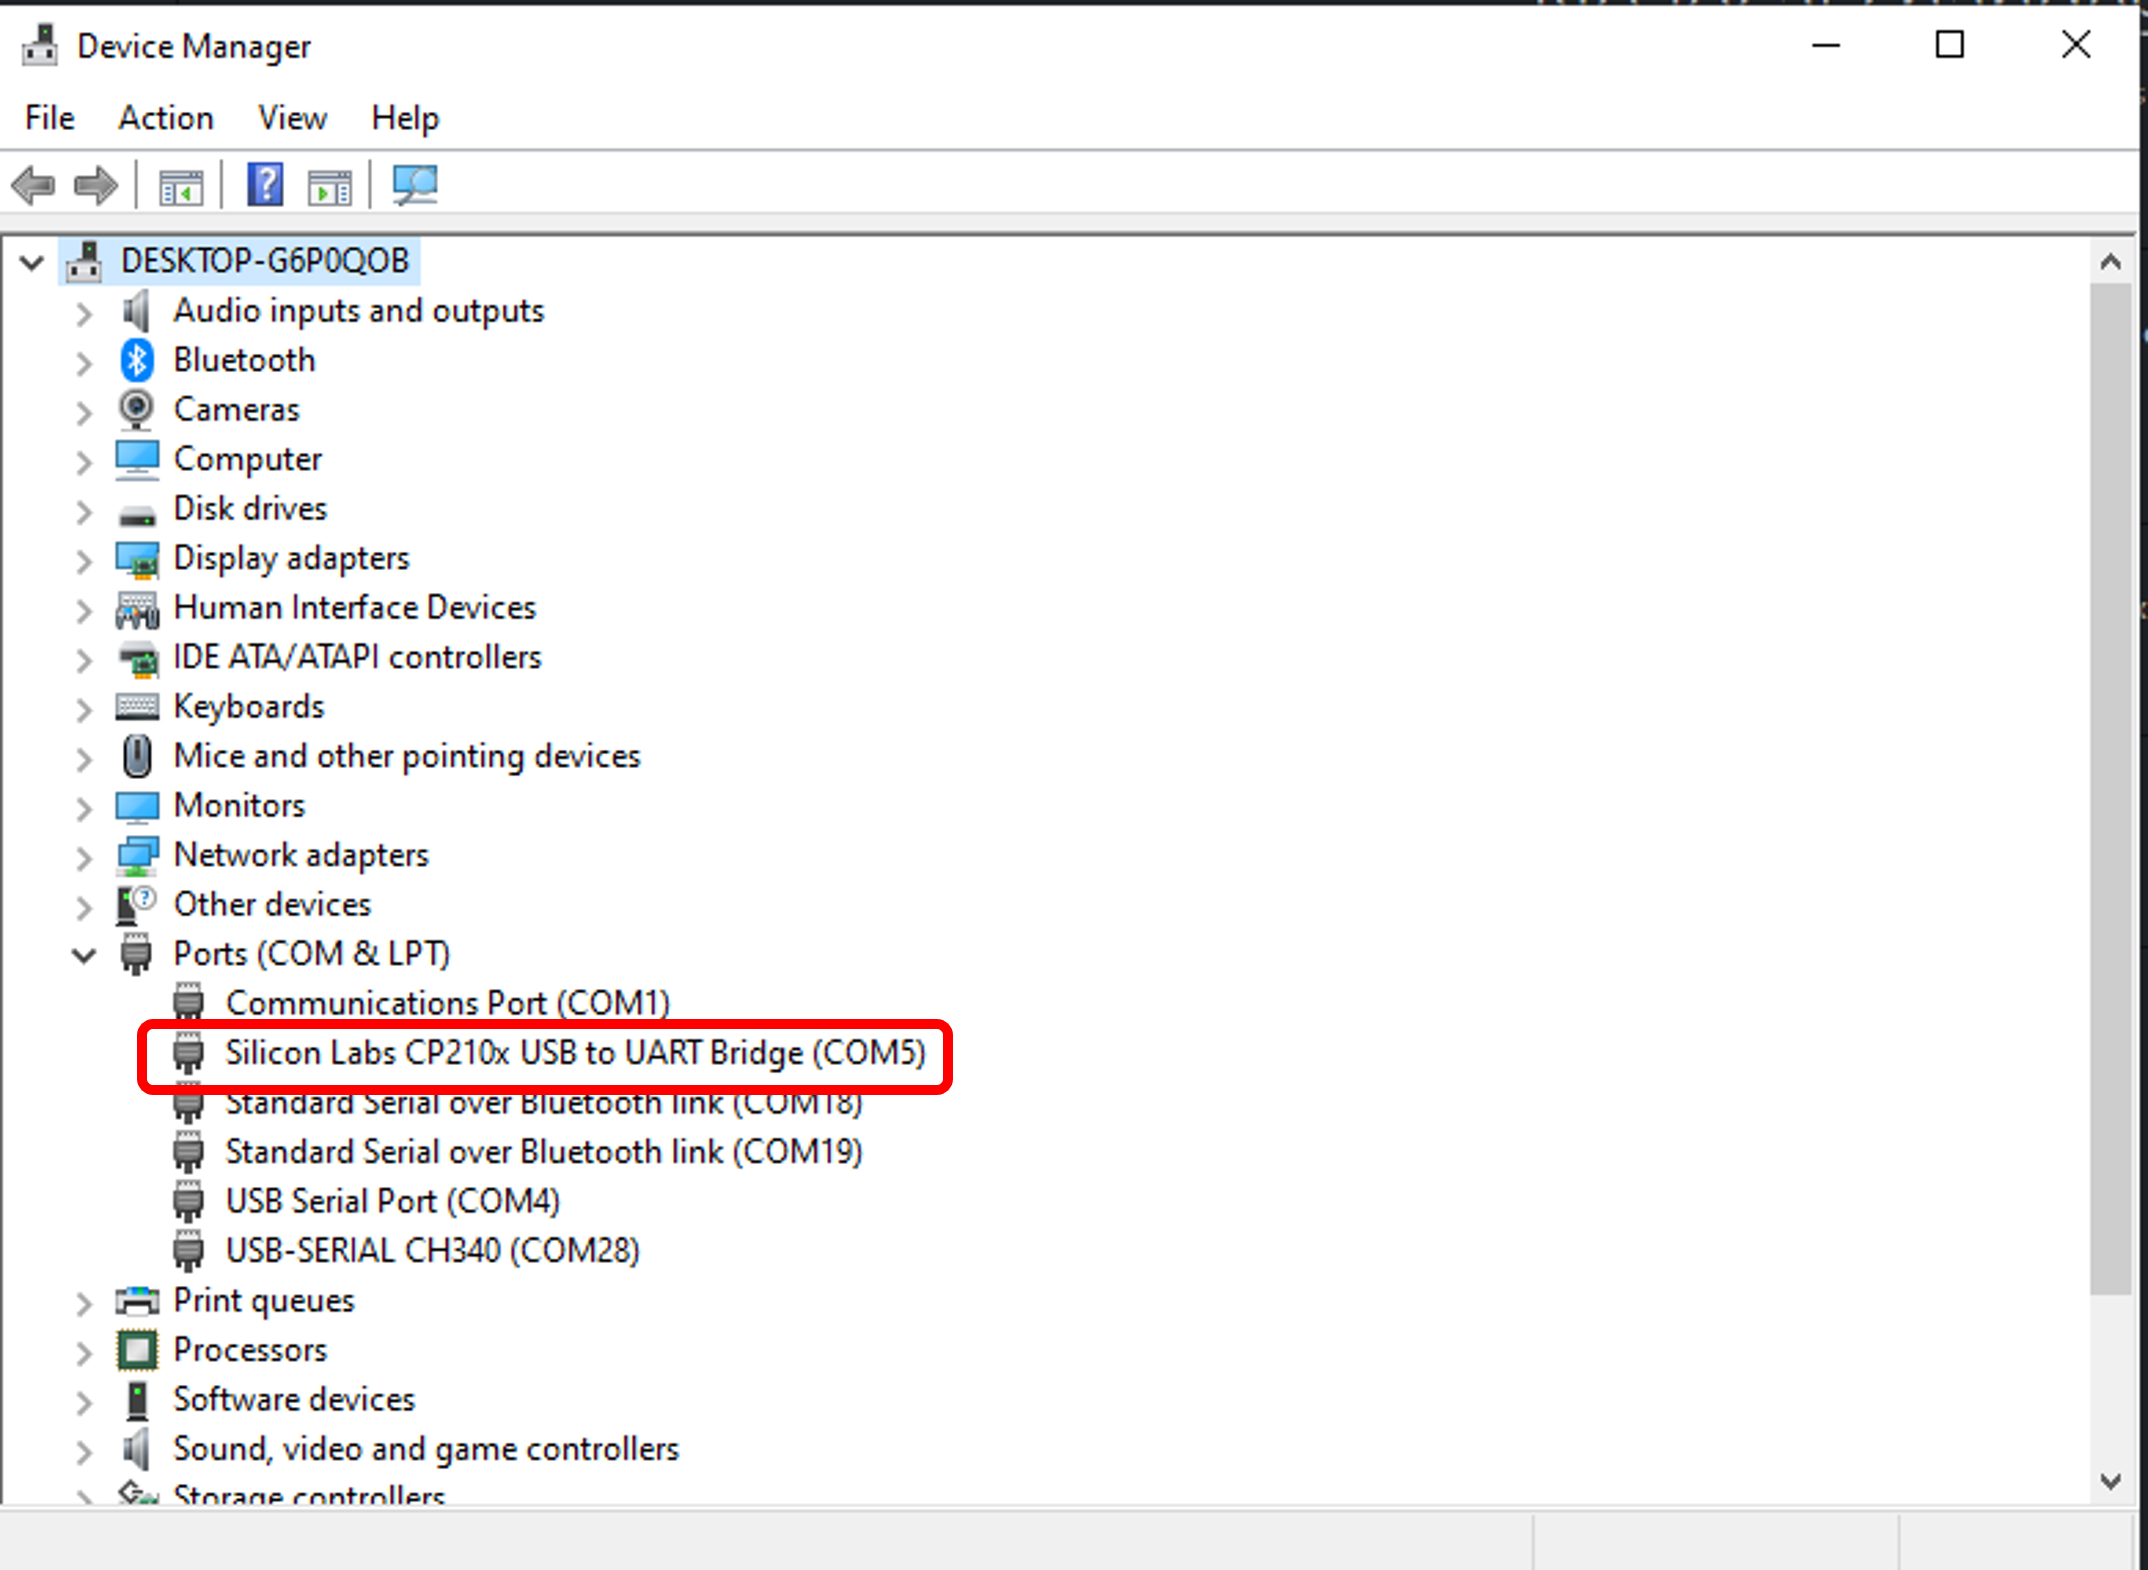 Device Manager
File Action View Help
DESKTOP-G6P0QOB
Audio inputs and outputs
Bluetooth
Cameras
Computer
Disk drives
Display adapters
Human Interface Devices
IDE ATA/ATAPI controllers
Keyboards
Mice and other pointing devices
Monitors
Network adapters
Other devices
Ports (COM & LPT)
Communications Port (COM1)
Silicon Labs CP210x USB to UART Bridge (COM5)
Standard Serial over Bluetooth link (COM18)
Standard Serial over Bluetooth link (COM19)
USB Serial Port (COM4)
USB-SERIAL CH340 (COM28)
Print queues
Processors
Software devices
Sound, video and game controllers
Storage controllers